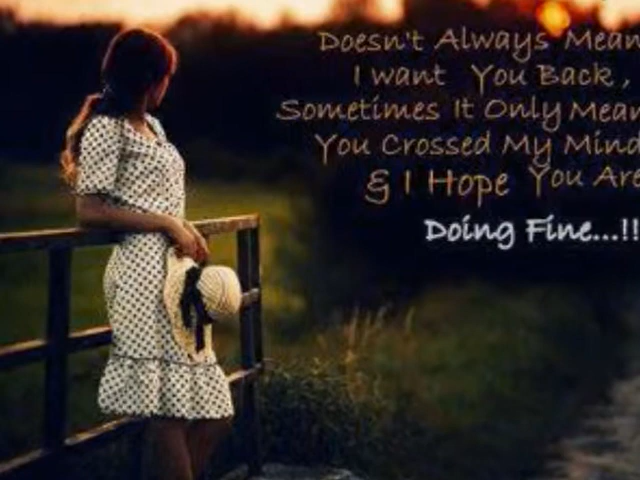 Doesn't Always Mean
I want You Back ,
Sometimes It Only Mean
You Crossed My Mind
& I Hope You Are
Doing Fine...!!